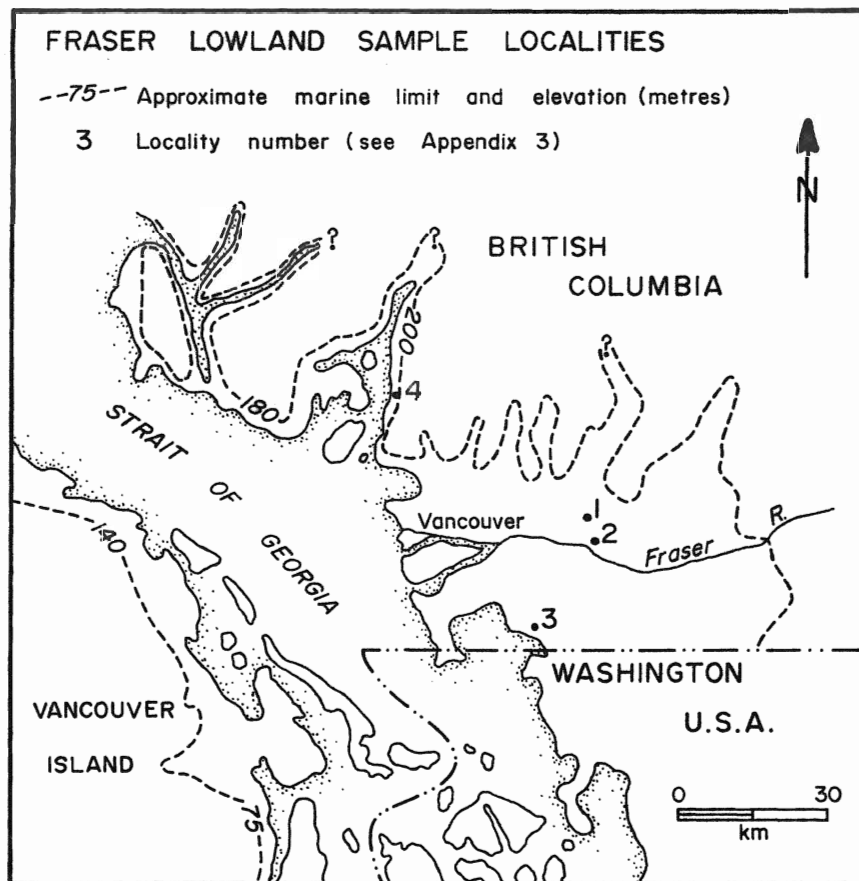 FRASER LOWLAND SAMPLE LOCALITIES
75 Approximate marine limit and elevation (metres)
3 Locality number (see Appendix 3)
N
?
?
BRITISH
COLUMBIA
200
?
4
180
STRAIT
OF
GEORGIA
1
Vancouver
R.
2
Fraser
140
3
WASHINGTON
VANCOUVER
U.S.A.
ISLAND
0 30
km
75